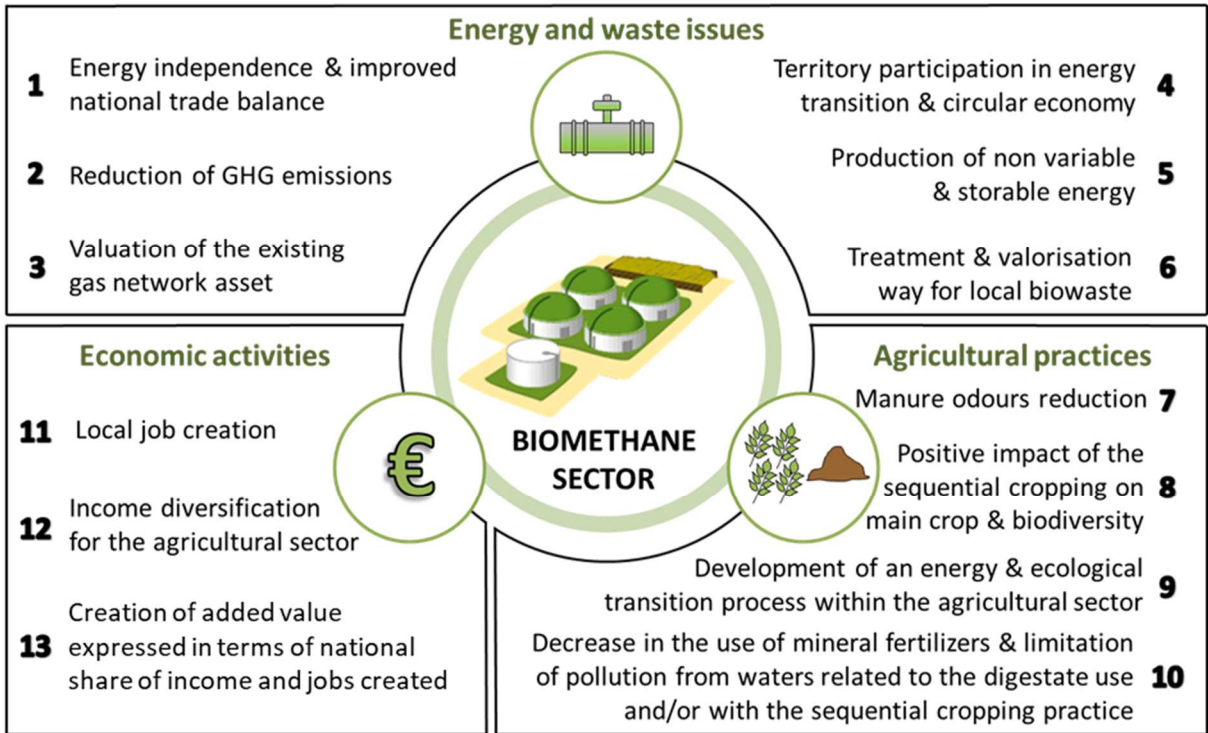 Energy and waste issues
1
Energy independence & improved
national trade balance
2
Reduction of GHG emissions
3
Valuation of the existing
gas network asset
Territory participation in energy
transition & circular economy
4
Production of non variable
& storable energy
5
Treatment & valorisation
way for local biowaste
6
BIOMETHANE
SECTOR
Economic activities
€
11
Local job creation
12
Income diversification
for the agricultural sector
13
Creation of added value
expressed in terms of national
share of income and jobs created
Agricultural practices
Manure odours reduction
7
Positive impact of the
sequential cropping on
main crop & biodiversity
8
Development of an energy & ecological
transition process within the agricultural sector
9
Decrease in the use of mineral fertilizers & limitation
of pollution from waters related to the digestate use
and/or with the sequential cropping practice
10